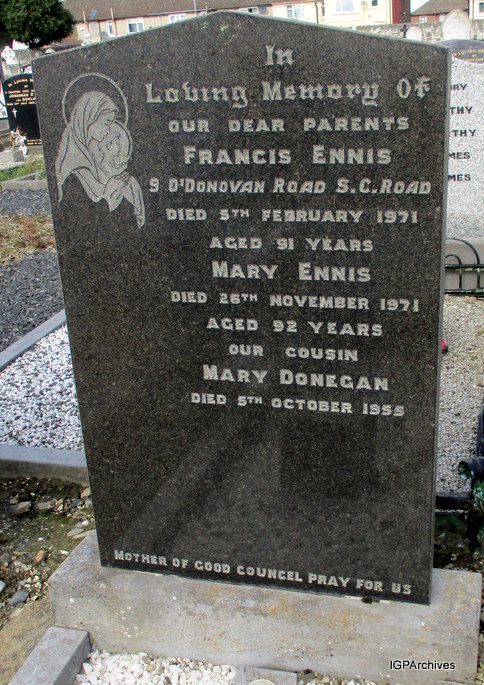 In
Loving Memory Of
OUR DEAR PARENTS
FRANCIS ENNIS
9 O'DONOVAN ROAD S.C.ROAD
DIED 5TH FEBRUARY 1971
AGED 91 YEARS
MARY ENNIS
DIED 26TH NOVEMBER 1971
AGED 92 YEARS
OUR COUSIN
MARY DONEGAN
DIED 5TH OCTOBER 1955
MOTHER OF GOOD COUNCEL PRAY FOR US
IGPArchives